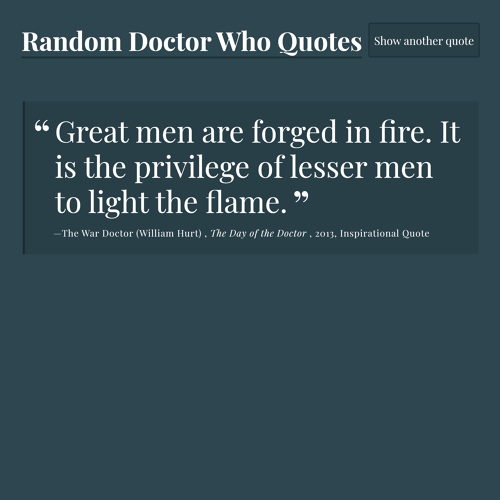 Random Doctor Who Quotes
Show another quote
“ Great men are forged in fire. It
is the privilege of lesser men
to light the flame. ”
—The War Doctor (William Hurt) , The Day of the Doctor , 2013, Inspirational Quote